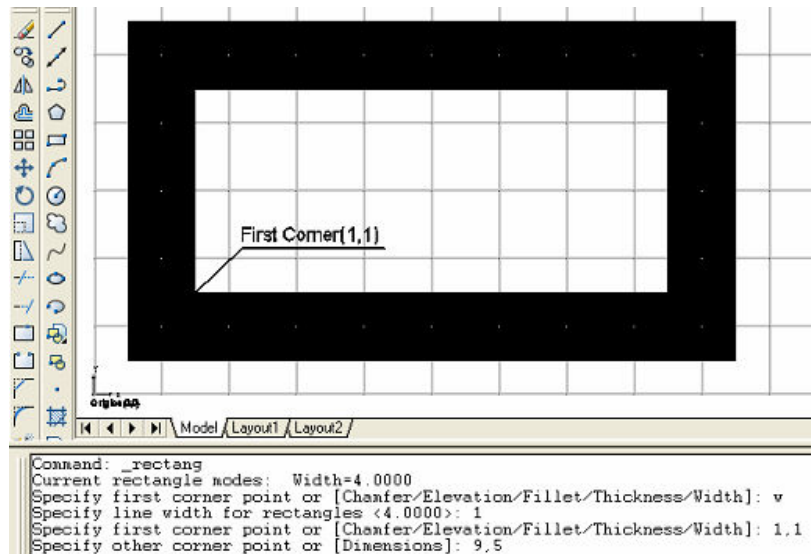 First Corner(1,1)
Model Layout1 Layout2
Command: _rectang
Current rectangle modes: Width=4.0000
Specify first corner point or [Chamfer/Elevation/Fillet/Thickness/Width]: w
Specify line width for rectangles <4.0000>: 1
Specify first corner point or [Chamfer/Elevation/Fillet/Thickness/Width]: 1,1
Specify other corner point or [Dimensions]: 9,5